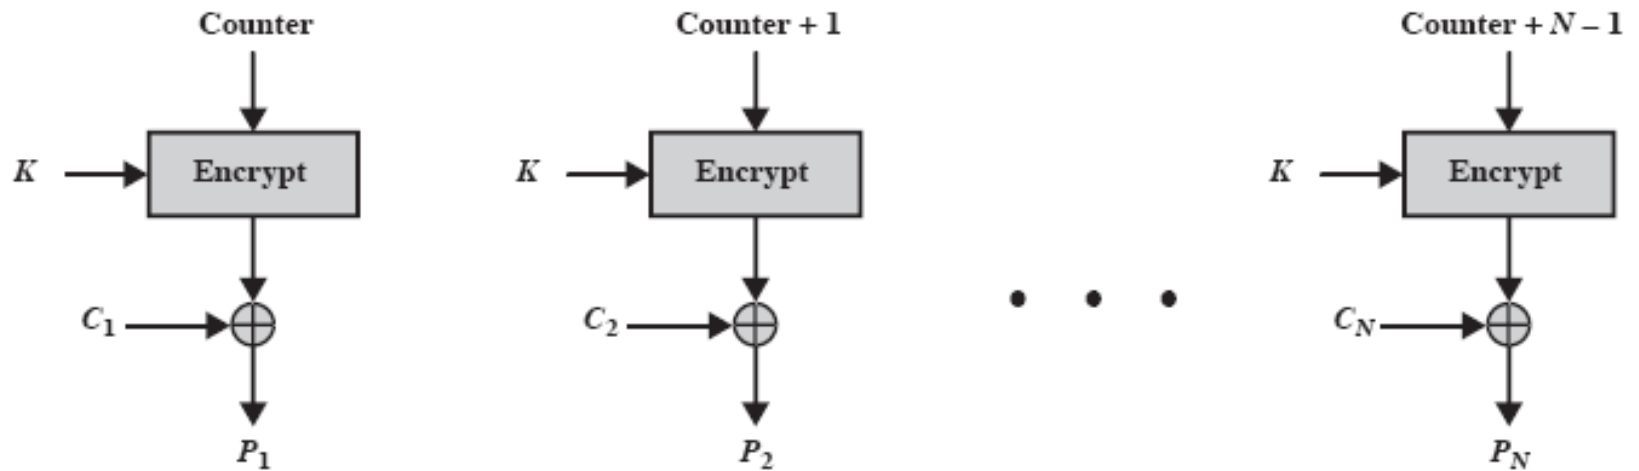 Counter Counter + 1 Counter + N – 1
K Encrypt K Encrypt K Encrypt
C1 C2 • • • CN
P1 P2 PN